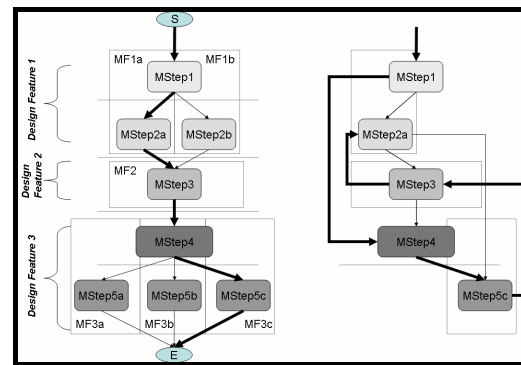 S
MF1a
MF1b
MStep1
MStep1
Design Feature 1
MStep2a
MStep2b
MStep2a
Design
Feature 2
MF2
MStep3
MStep3
Design Feature 3
MStep4
MStep4
MStep5a
MStep5b
MStep5c
MStep5c
MF3a
MF3b
MF3c
E